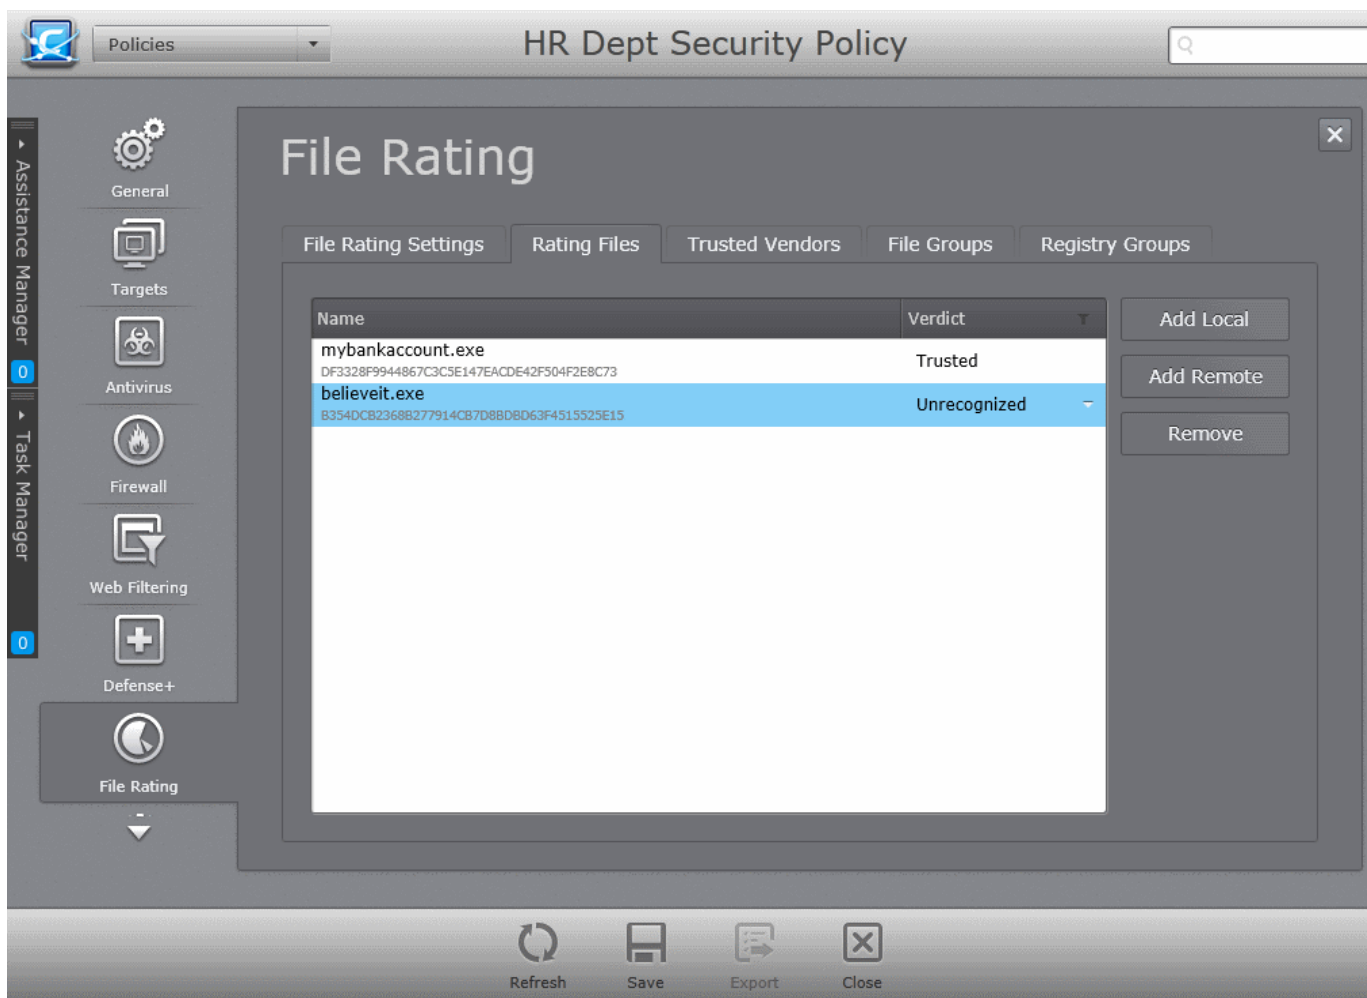 Policies
HR Dept Security Policy
Assistance Manager
0
Task Manager
0
General
Targets
Antivirus
Firewall
Web Filtering
Defense+
File Rating
File Rating
File Rating Settings
Rating Files
Trusted Vendors
File Groups
Registry Groups
Name
Verdict
mybankaccount.exe
DF3328F9944867C3C5E147EACDE42F504F2E8C73
Trusted
believeit.exe
B354DCB2368B277914CB7D8BDBD63F4515525E15
Unrecognized
Add Local
Add Remote
Remove
Refresh
Save
Export
Close